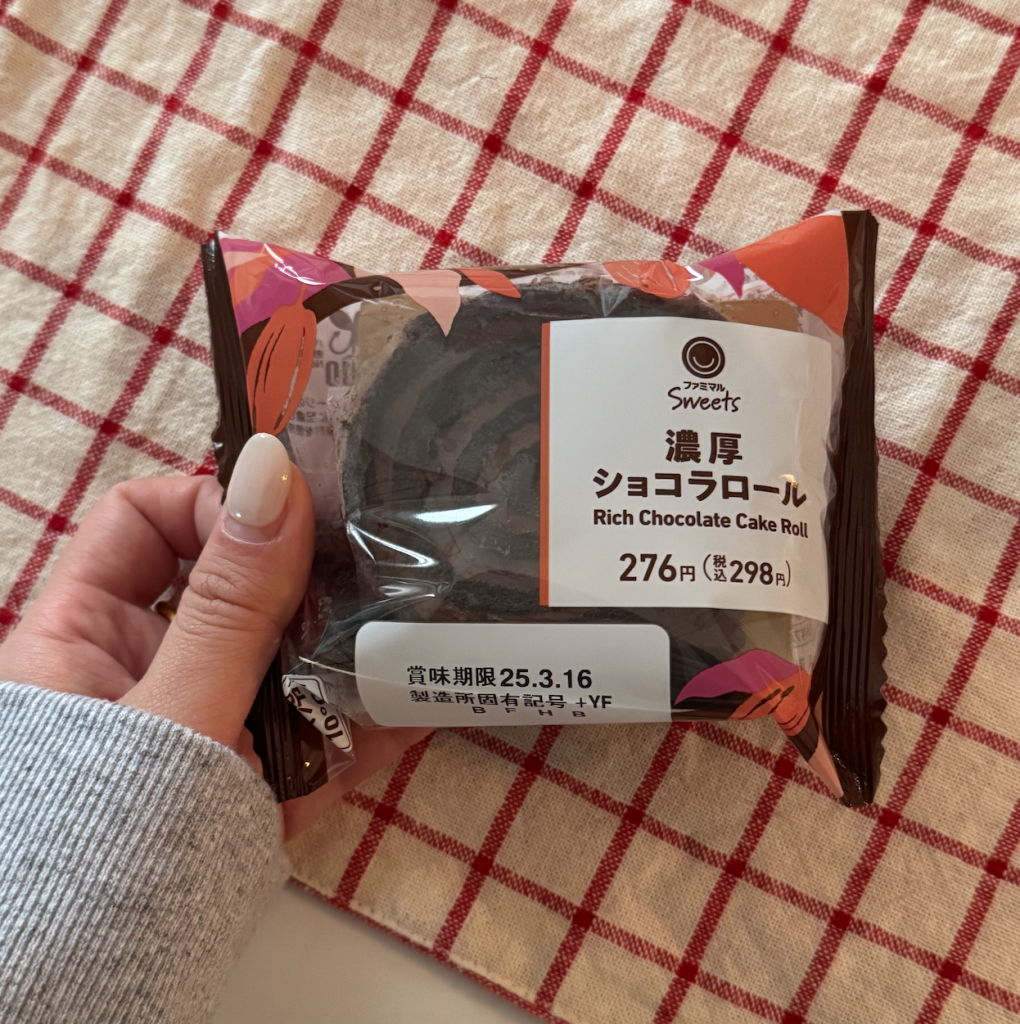 ファミマル
Sweets
濃厚
ショコラロール
Rich Chocolate Cake Roll
276円(税込298円)
賞味期限25.3.16
製造所固有記号 +YF
B F H B